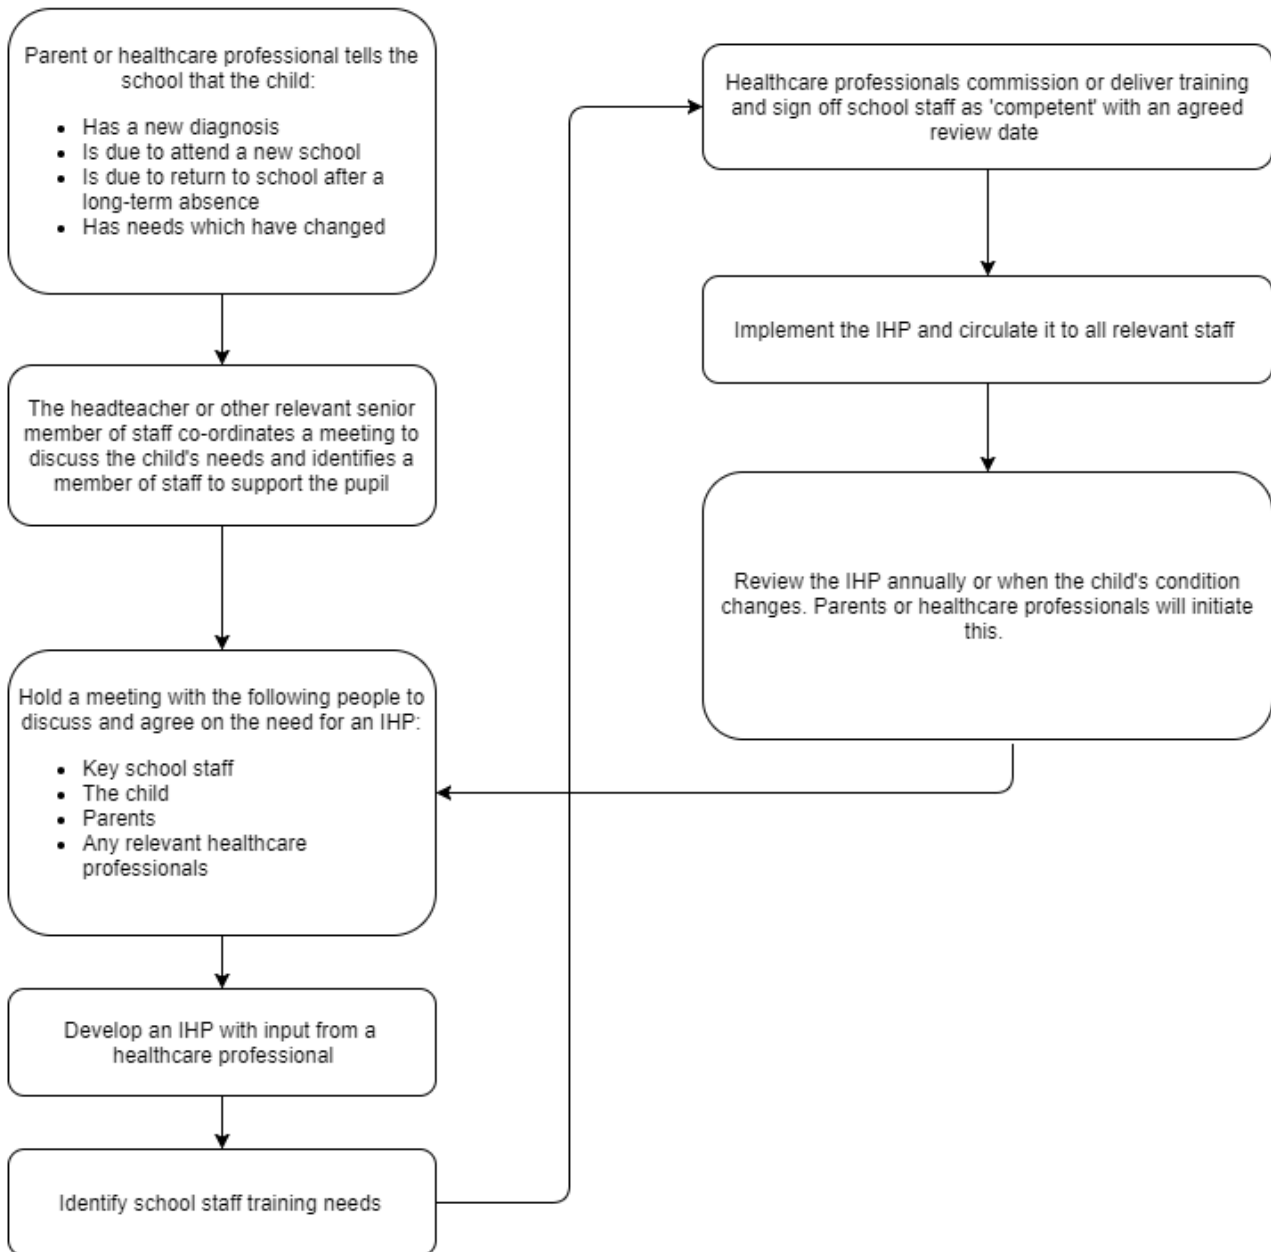 Parent or healthcare professional tells the
school that the child:
• Has a new diagnosis
• Is due to attend a new school
• Is due to return to school after a
long-term absence
• Has needs which have changed
The headteacher or other relevant senior
member of staff co-ordinates a meeting to
discuss the child's needs and identifies a
member of staff to support the pupil
Hold a meeting with the following people to
discuss and agree on the need for an IHP:
• Key school staff
• The child
• Parents
• Any relevant healthcare
professionals
Develop an IHP with input from a
healthcare professional
Identify school staff training needs
Healthcare professionals commission or deliver training
and sign off school staff as 'competent' with an agreed
review date
Implement the IHP and circulate it to all relevant staff
Review the IHP annually or when the child's condition
changes. Parents or healthcare professionals will initiate
this.